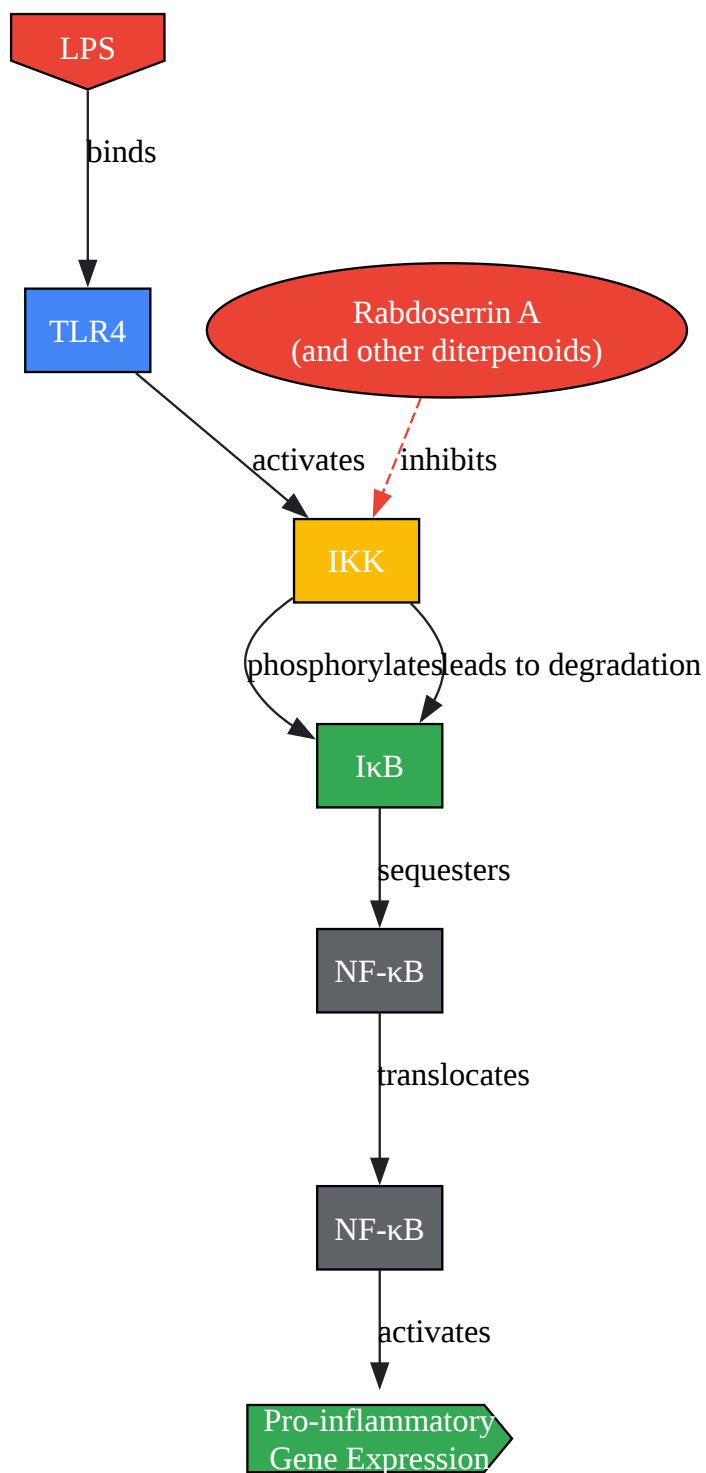 LPS
binds
TLR4
Rabdoserrin A
(and other diterpenoids)
activates
inhibits
IKK
phosphorylates
leads to degradation
IκB
sequesters
NF-κB
translocates
NF-κB
activates
Pro-inflammatory
Gene Expression